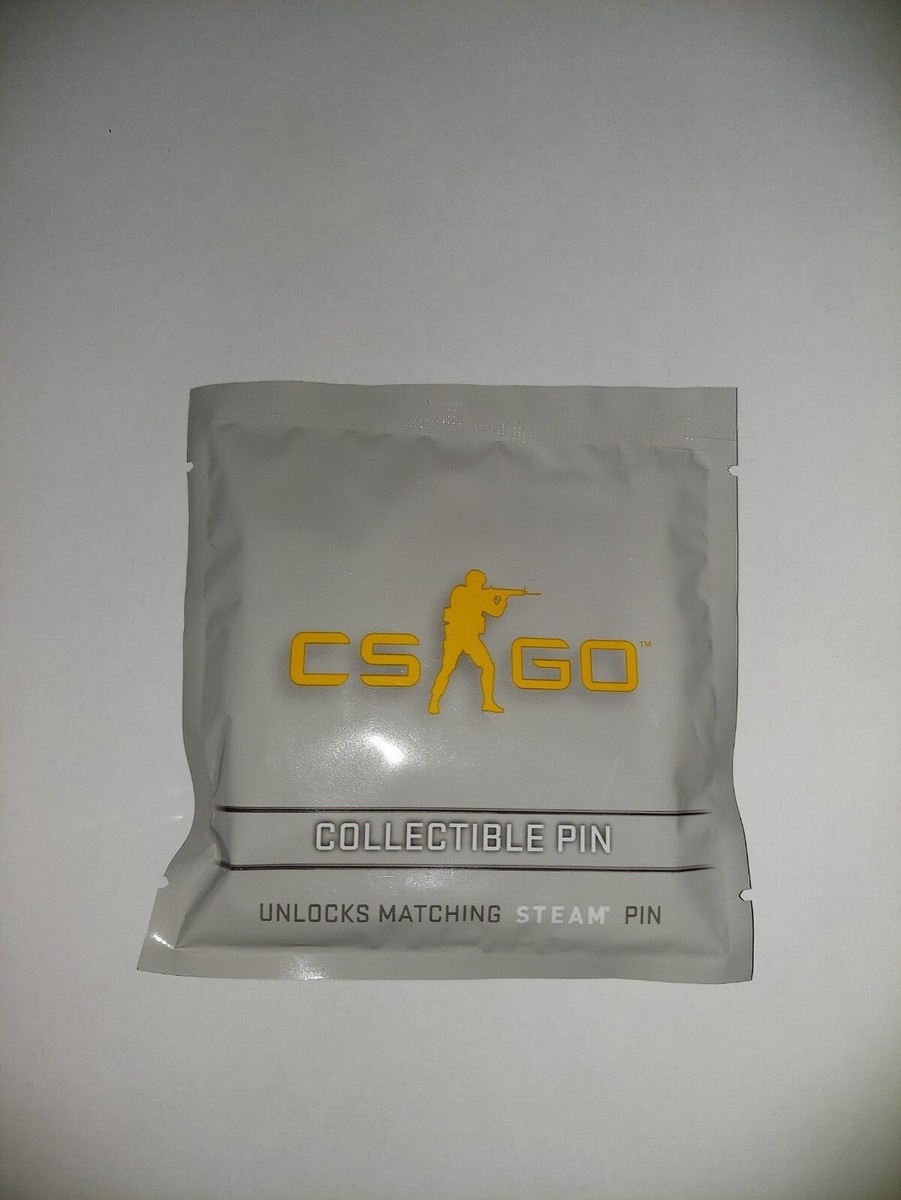 CS GO™
COLLECTIBLE PIN
UNLOCKS MATCHING STEAM® PIN